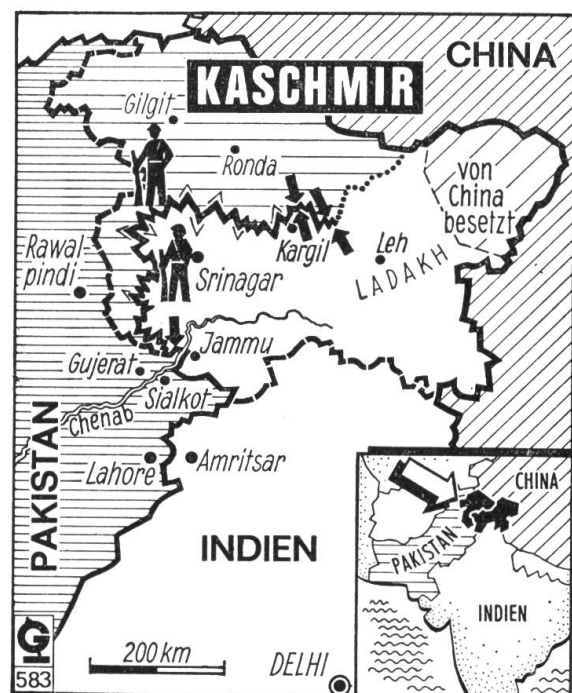 CHINA
KASCHMIR
Gilgit
Ronda
von
China
besetzt
Rawal-
pindi
Kargil
Leh
Srinagar
LADAKH
Jammu
Gujerat
Sialkot
Chenab
Lahore
Amritsar
PAKISTAN
INDIEN
CHINA
PAKISTAN
INDIEN
200 km
DELHI
583